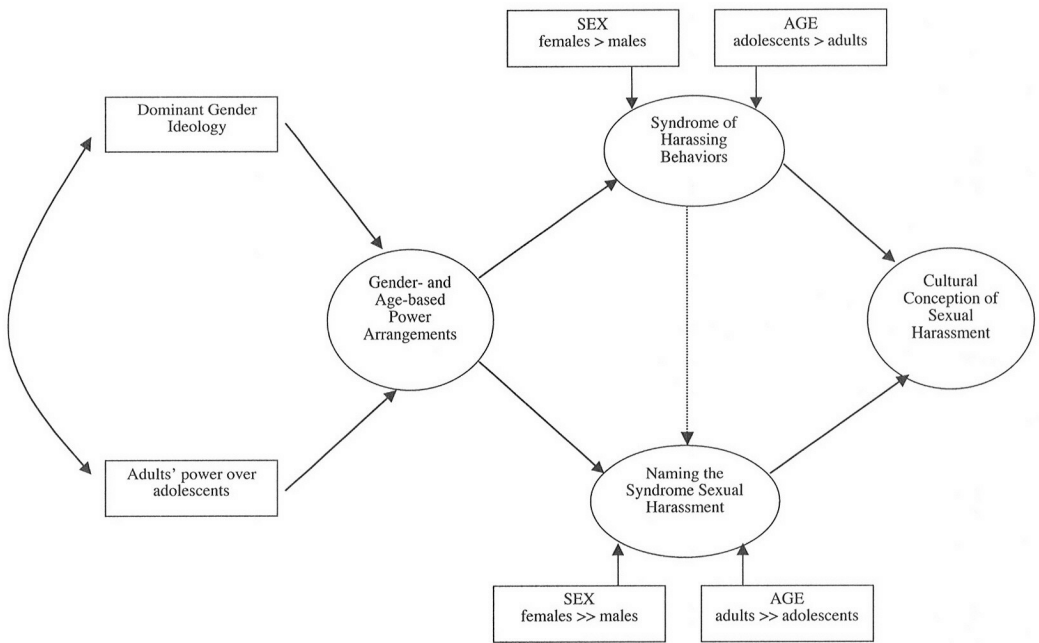 SEX
females > males
AGE
adolescents > adults
Dominant Gender
Ideology
Syndrome of
Harassing
Behaviors
Gender- and
Age-based
Power
Arrangements
Cultural
Conception of
Sexual
Harassment
Adults’ power over
adolescents
Naming the
Syndrome Sexual
Harassment
SEX
females >> males
AGE
adults >> adolescents